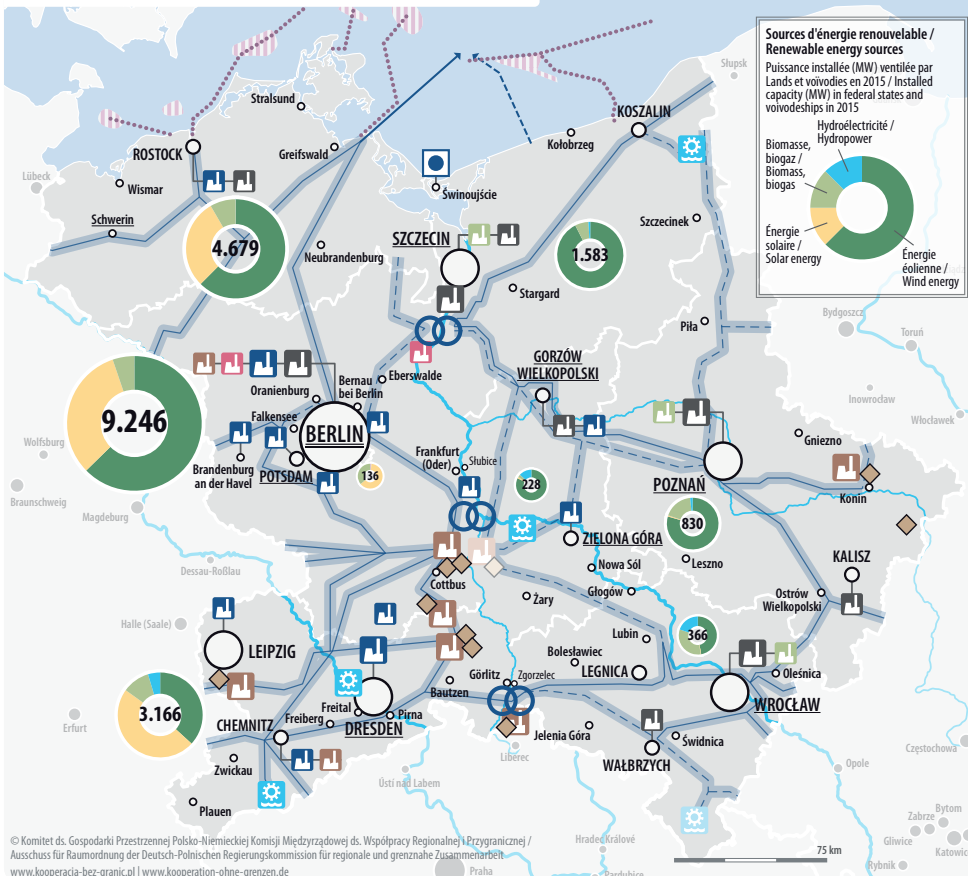 Sources d'énergie renouvelable /
Renewable energy sources
Puissance installée (MW) ventilée par
Lands et voïvodies en 2015 / Installed
capacity (MW) in federal states and
voivodeships in 2015
Hydroélectricité /
Hydropower
Biomasse,
biogaz /
Biomass,
biogas
Énergie
solaire /
Solar energy
Énergie
éolienne /
Wind energy
Słupsk
Stralsund
KOSZALIN
ROSTOCK
Greifswald
Kołobrzeg
Lübeck
Wismar
Świnoujście
Schwerin
Szczecinek
4.679
SZCZECIN
1.583
Neubrandenburg
Stargard
Bydgoszcz
Piła
Toruń
GORZÓW
WIELKOPOLSKI
Eberswalde
Oranienburg
Bernau
bei Berlin
Inowrocław
9.246
Falkensee
BERLIN
Włocławek
Gniezno
Wolfsburg
Frankfurt
(Oder)
Słubice
Brandenburg
an der Havel
POTSDAM
136
228
POZNAŃ
Konin
Braunschweig
Magdeburg
830
ZIELONA GÓRA
KALISZ
Leszno
Dessau-Roßlau
Nowa Sól
Cottbus
Głogów
Żary
Ostrów
Wielkopolski
Halle (Saale)
Lubin
366
LEIPZIG
Bolesławiec
LEGNICA
Oleśnica
Görlitz
Zgorzelec
Bautzen
WROCŁAW
3.166
Freital
Pirna
Erfurt
CHEMNITZ
Freiberg
DRESDEN
Jelenia Góra
Świdnica
Liberec
WAŁBRZYCH
Częstochowa
Zwickau
Ústí nad Labem
Opole
Plauen
Bytom
Zabrze
Gliwice
Katowice
Hradec Králové
75 km
Rybnik
Praha
Pardubice
© Komitet ds. Gospodarki Przestrzennej Polsko-Niemieckiej Komisji Międzyrządowej ds. Współpracy Regionalnej i Przygranicznej /
Ausschuss für Raumordnung der Deutsch-Polnischen Regierungskommission für regionale und grenznahe Zusammenarbeit
www.kooperacja-bez-granic.pl | www.kooperation-ohne-grenzen.de